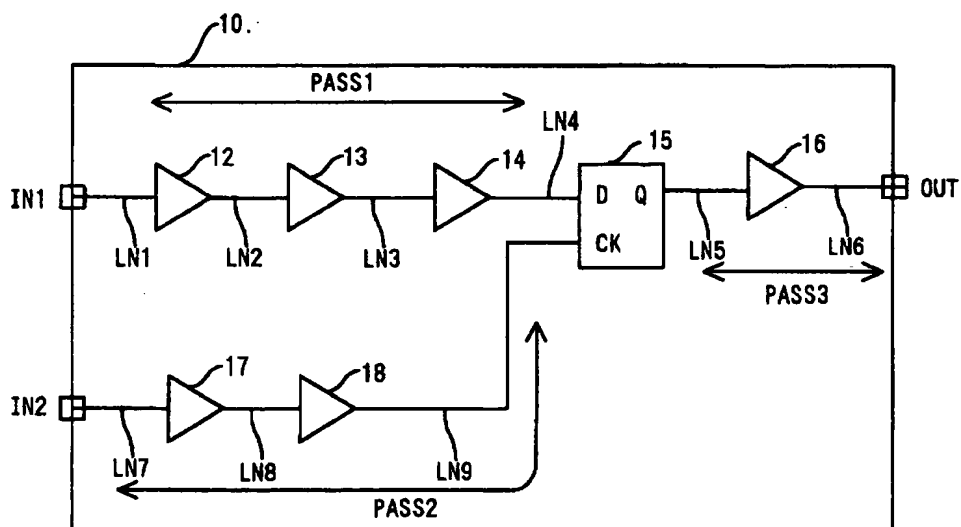 10.
PASS1
LN4
12
13
14
15
16
IN1
D Q
OUT
CK
LN1
LN2
LN3
LN5
LN6
PASS3
17
18
IN2
LN7
LN8
LN9
PASS2